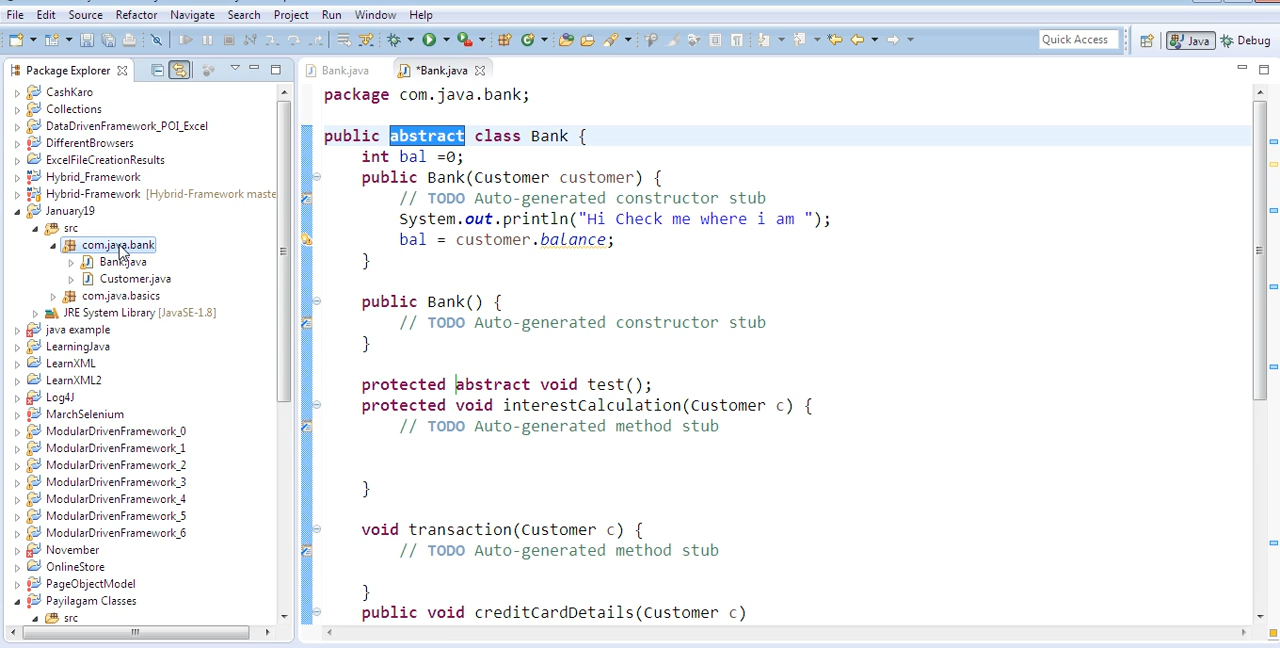 File Edit Source Refactor Navigate Search Project Run Window Help
Quick Access Java Debug
Package Explorer
CashKaro
Collections
DataDrivenFramework_POI_Excel
DifferentBrowsers
ExcelFileCreationResults
Hybrid_Framework
Hybrid-Framework [Hybrid-Framework maste
January19
src
com.java.bank
Bank.java
Customer.java
com.java.basics
JRE System Library [JavaSE-1.8]
java example
LearningJava
LearnXML
LearnXML2
Log4J
MarchSelenium
ModularDrivenFramework_0
ModularDrivenFramework_1
ModularDrivenFramework_2
ModularDrivenFramework_3
ModularDrivenFramework_4
ModularDrivenFramework_5
ModularDrivenFramework_6
November
OnlineStore
PageObjectModel
Payilagam Classes
src
Bank.java *Bank.java
package com.java.bank;
public abstract class Bank {
int bal =0;
public Bank(Customer customer) {
// TODO Auto-generated constructor stub
System.out.println("Hi Check me where i am ");
bal = customer.balance;
}
public Bank() {
// TODO Auto-generated constructor stub
}
protected abstract void test();
protected void interestCalculation(Customer c) {
// TODO Auto-generated method stub
}
void transaction(Customer c) {
// TODO Auto-generated method stub
}
public void creditCardDetails(Customer c)